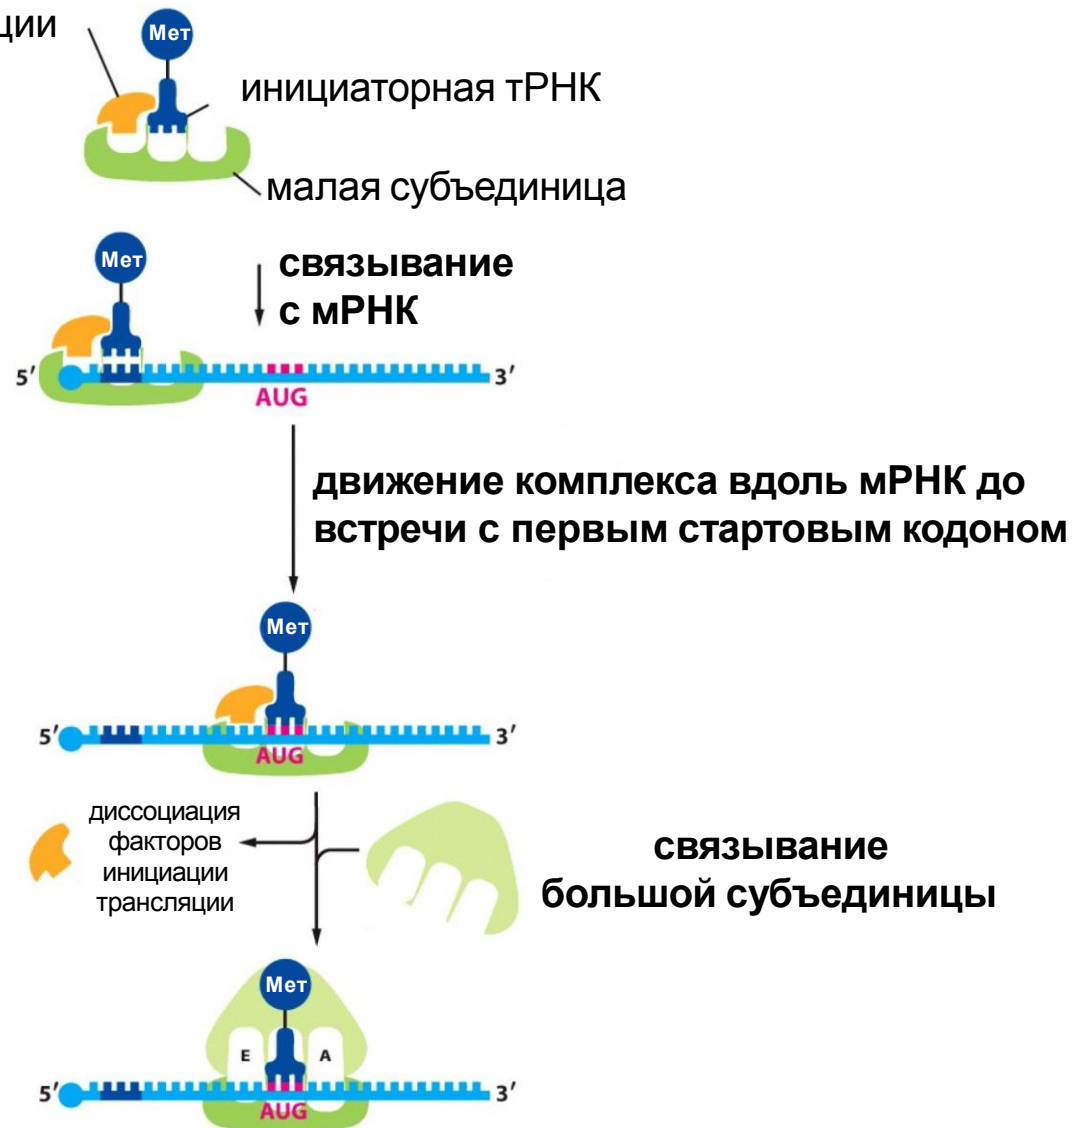 ции
Мет
инициаторная тРНК
малая субъединица
Мет
связывание
с мРНК
5′
3′
AUG
движение комплекса вдоль мРНК до
встречи с первым стартовым кодоном
Мет
5′
3′
AUG
диссоциация
факторов
инициации
трансляции
связывание
большой субъединицы
Мет
E
A
5′
3′
AUG